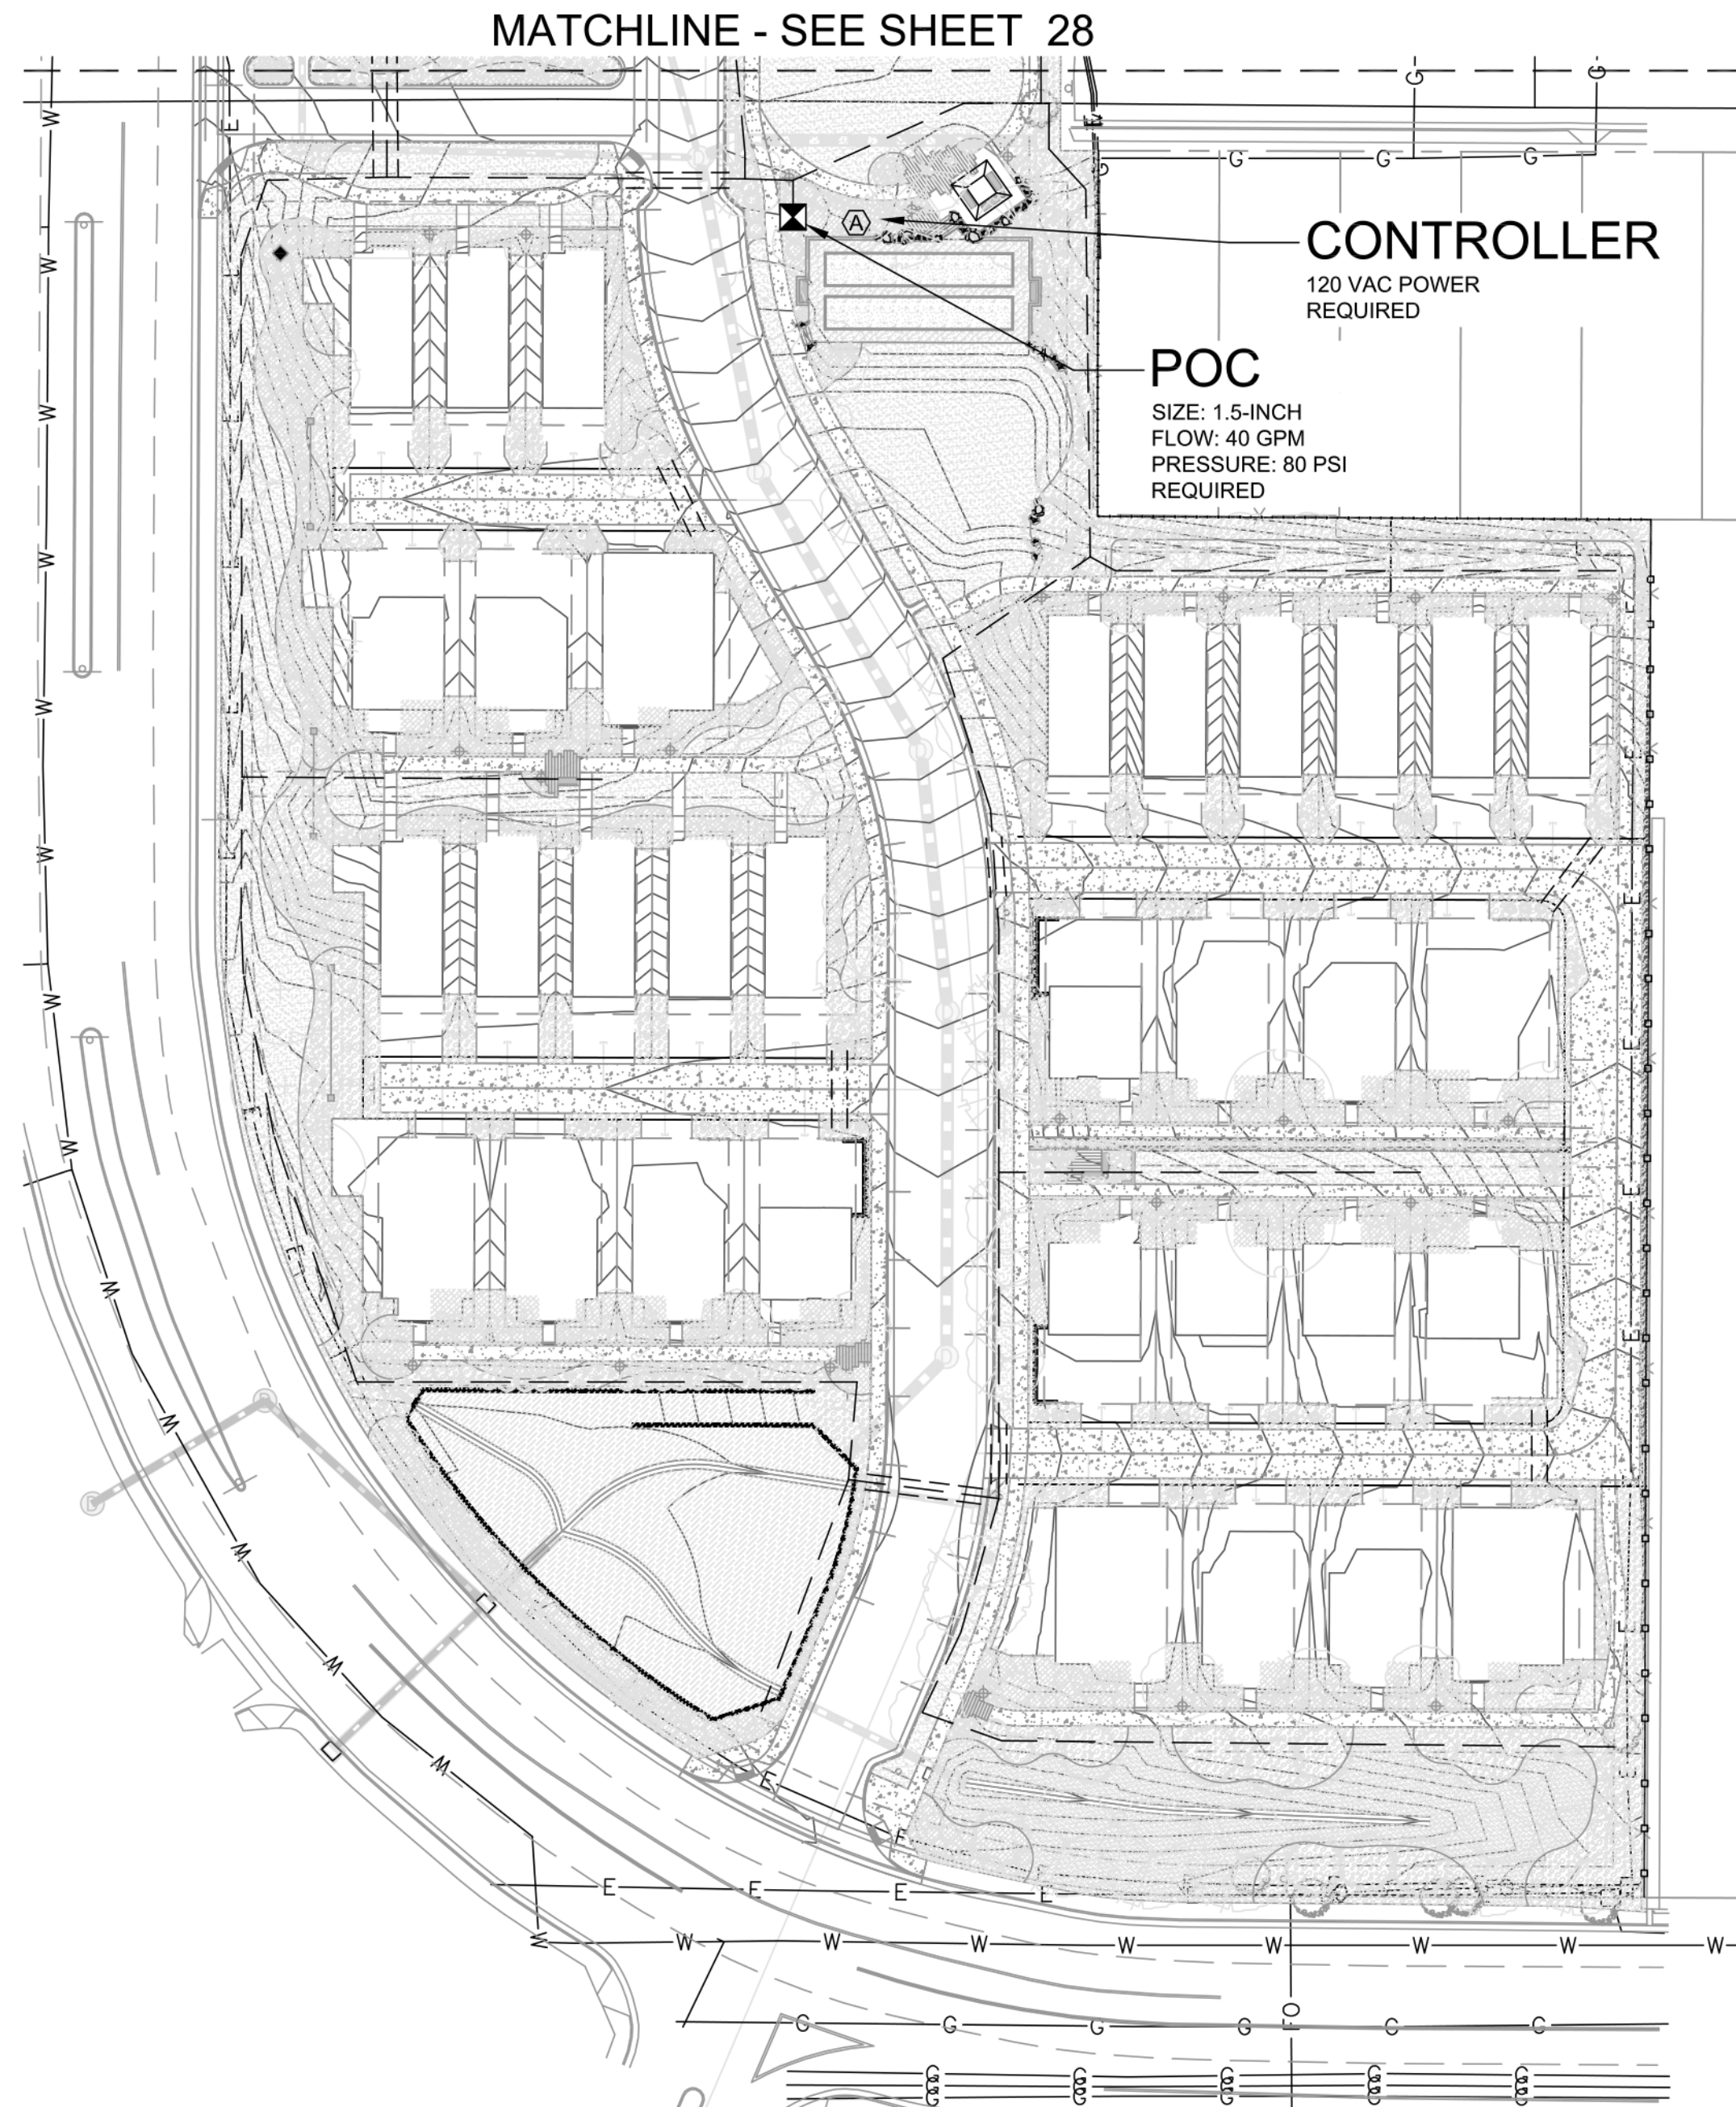 MATCHLINE - SEE SHEET 28
G G
W
E
E
G G G G
A
CONTROLLER
120 VAC POWER
REQUIRED
W
W
POC
SIZE: 1.5-INCH
FLOW: 40 GPM
PRESSURE: 80 PSI
REQUIRED
W
W
W
E
W
E
W
E
E
W
W
W
E
W
W
W
E
E
E E E E
W W W W W W W W W
FO
G G G G G G
G G G G G
G G G G G
G G G G G